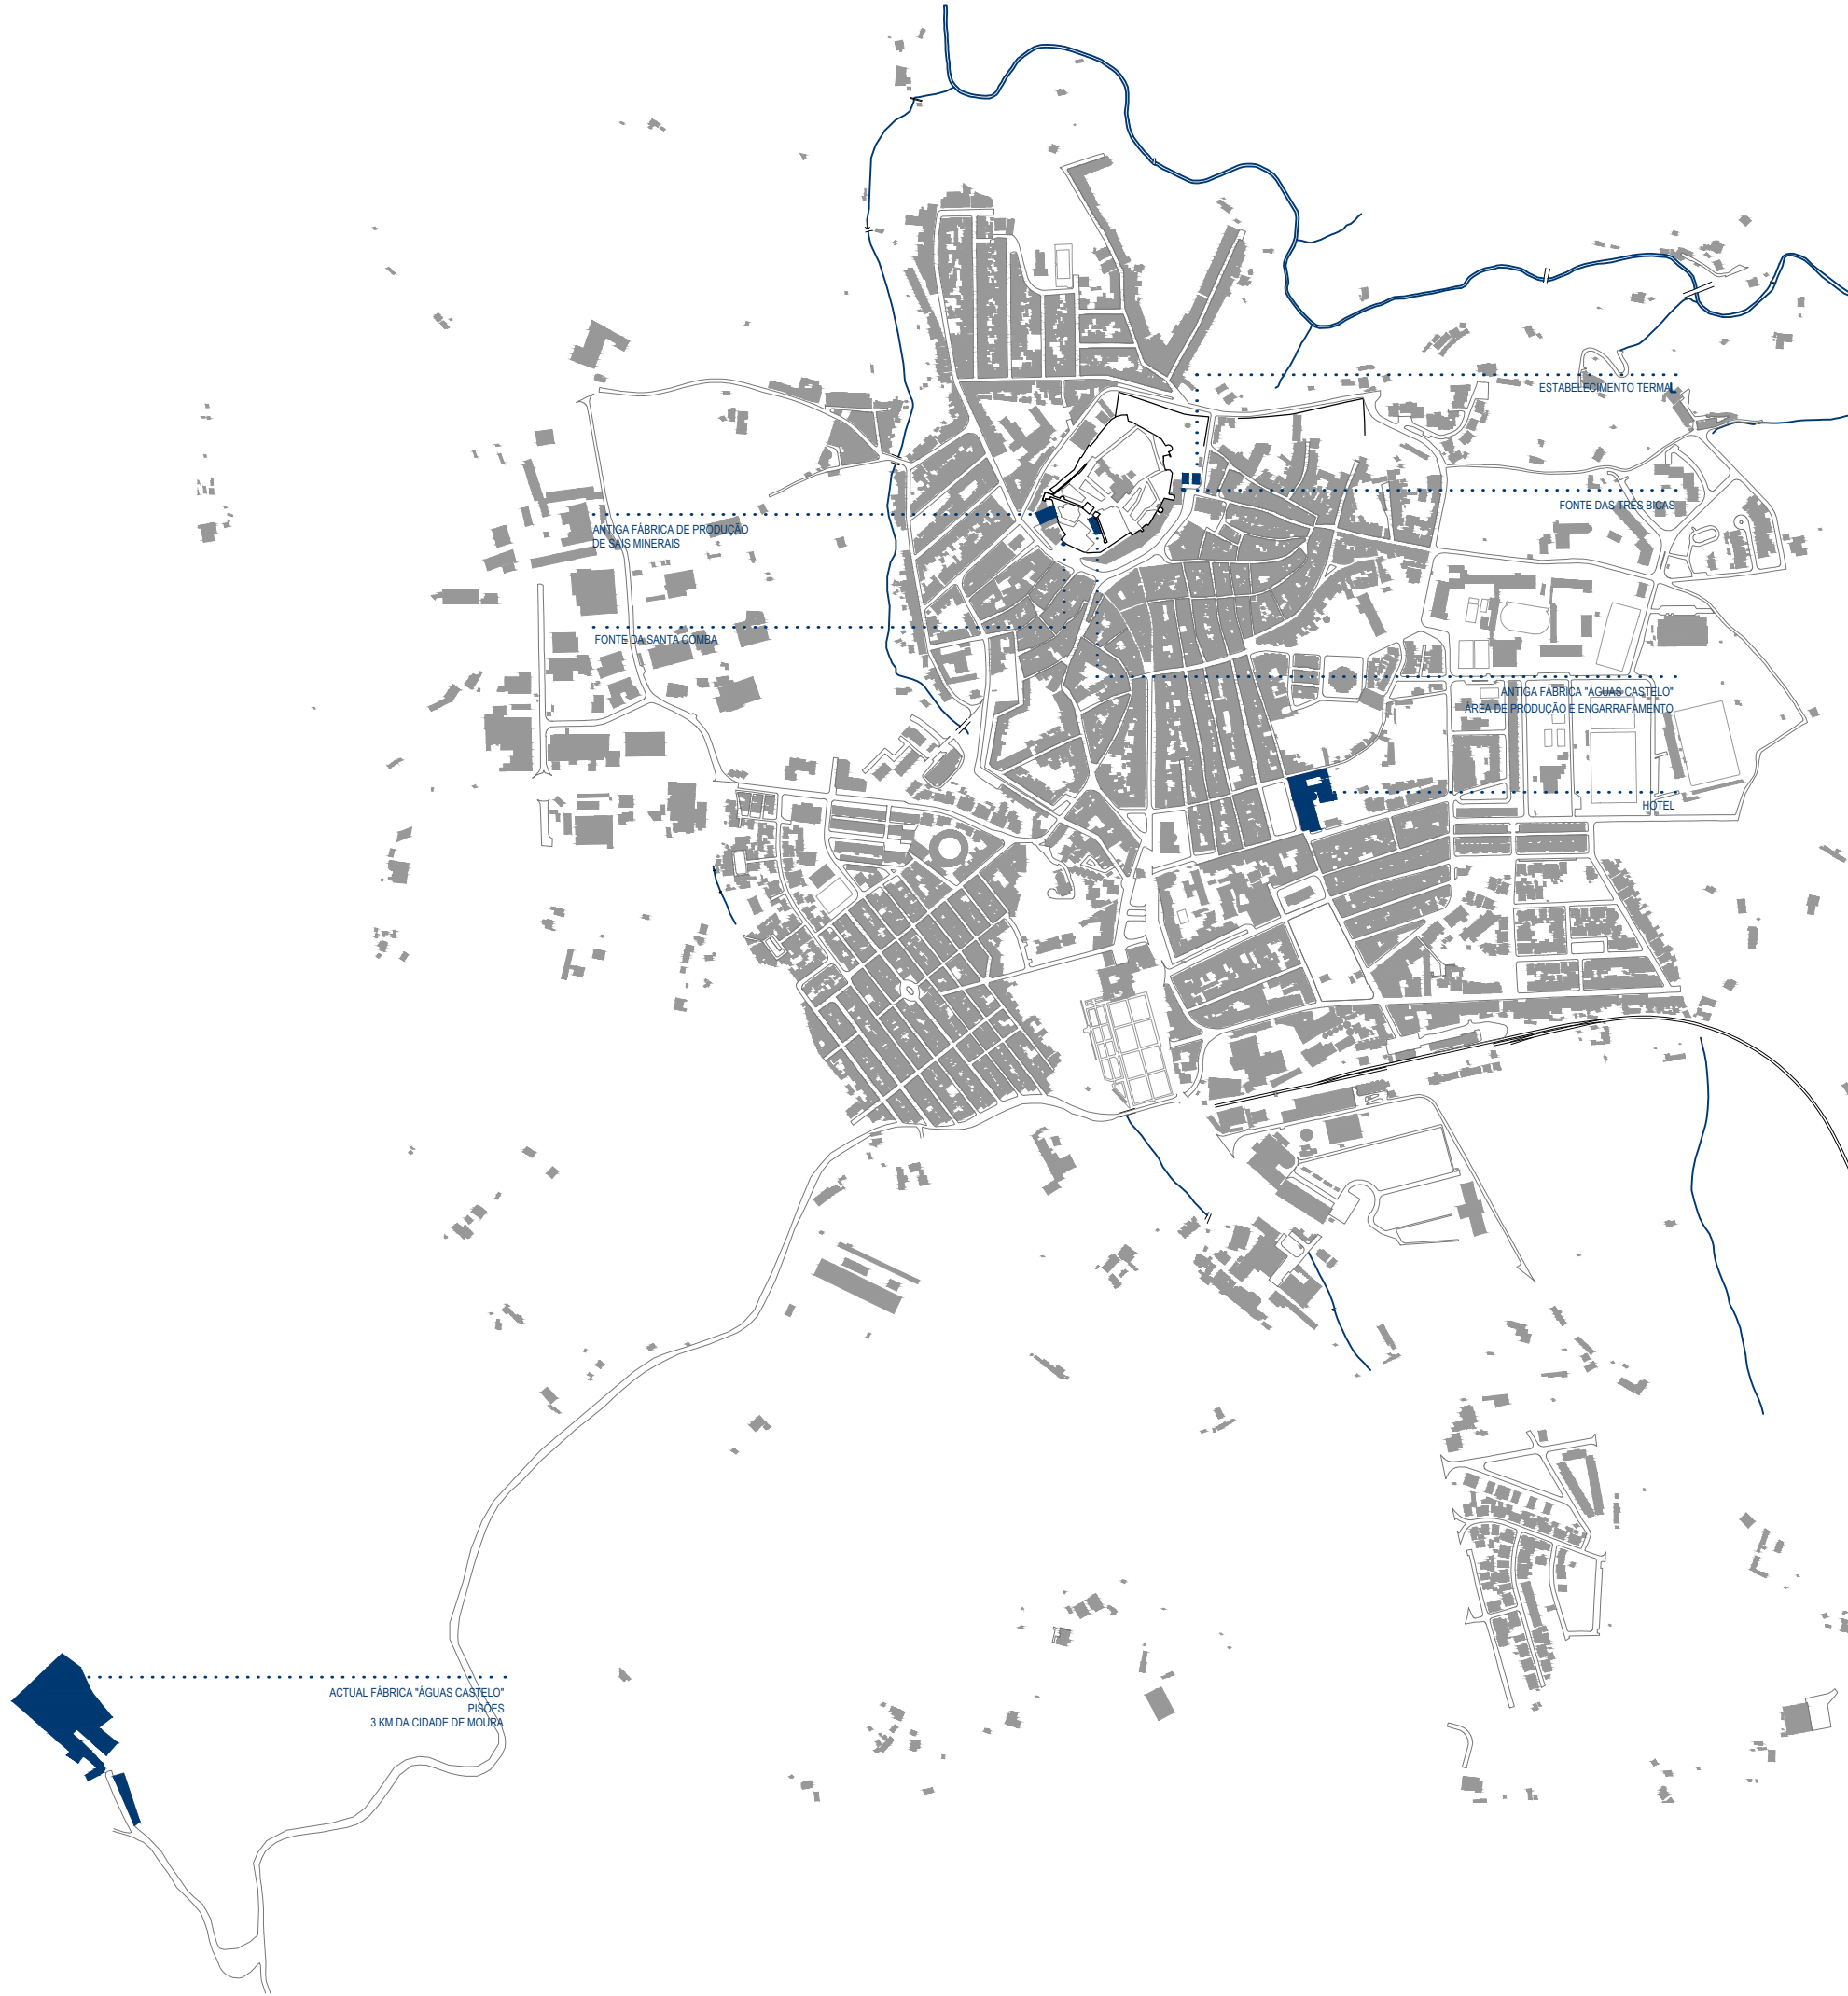 ESTABELECIMENTO TERMAL
FONTE DAS TRÊS BICAS
ANTIGA FÁBRICA DE PRODUÇÃO
DE SAIS MINERAIS
FONTE DA SANTA COMBA
ANTIGA FÁBRICA "ÁGUAS CASTELO"
ÁREA DE PRODUÇÃO E ENGARRAFAMENTO
HOTEL
ACTUAL FÁBRICA "ÁGUAS CASTELO"
PISÕES
3 KM DA CIDADE DE MOURA